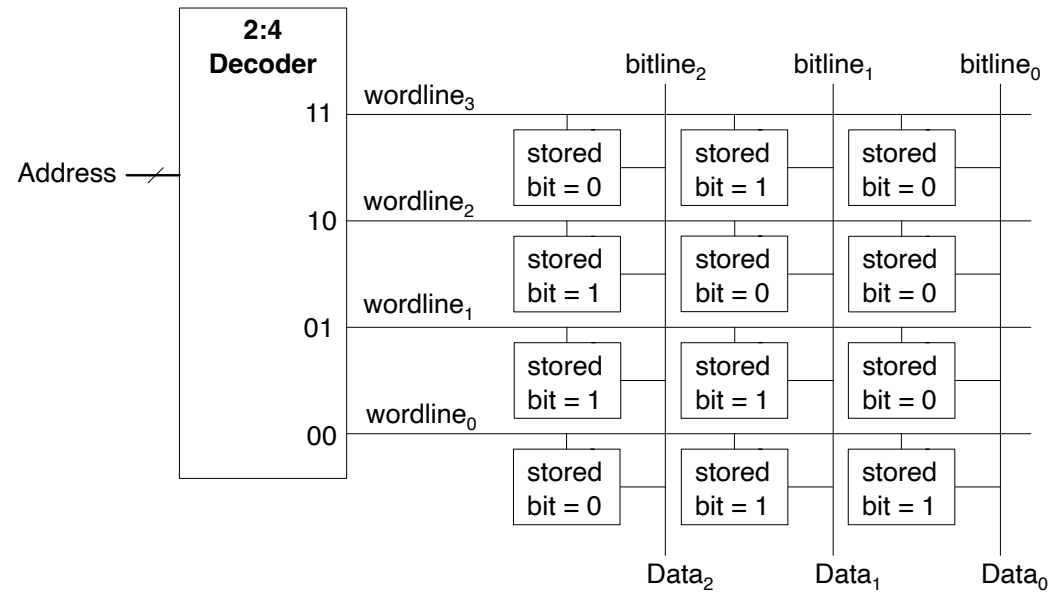 2:4
Decoder
bitline₂ bitline₁ bitline₀
wordline₃
11
stored stored stored
bit = 0 bit = 1 bit = 0
Address
wordline₂
10
stored stored stored
bit = 1 bit = 0 bit = 0
wordline₁
01
stored stored stored
bit = 1 bit = 1 bit = 0
wordline₀
00
stored stored stored
bit = 0 bit = 1 bit = 1
Data₂ Data₁ Data₀